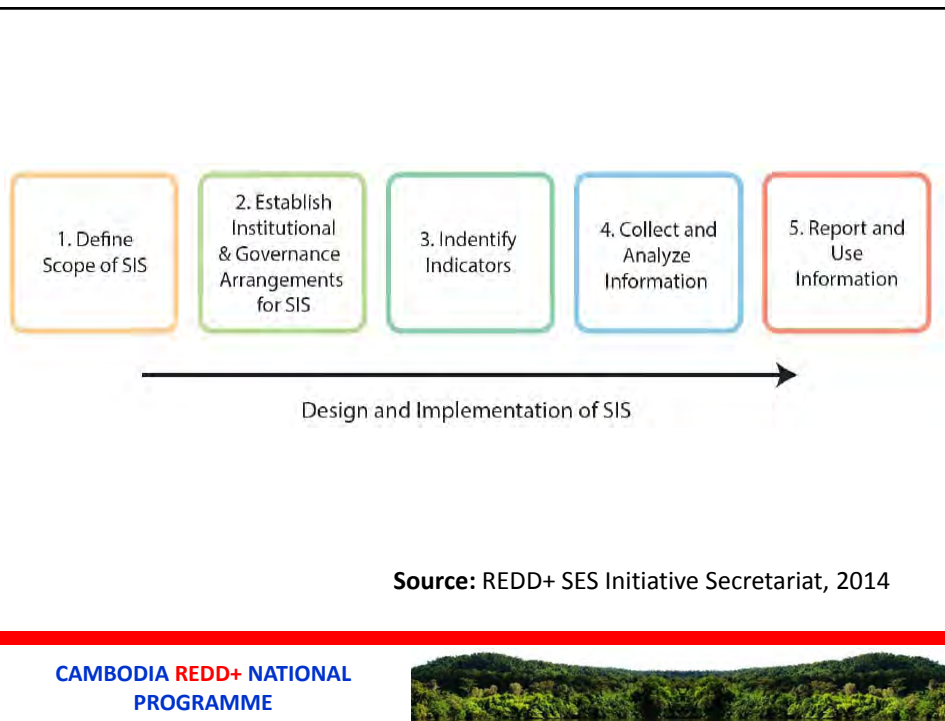 1. Define
Scope of SIS
2. Establish
Institutional
& Governance
Arrangements
for SIS
3. Indentify
Indicators
4. Collect and
Analyze
Information
5. Report and
Use
Information
Design and Implementation of SIS
Source: REDD+ SES Initiative Secretariat, 2014
CAMBODIA REDD+ NATIONAL
PROGRAMME